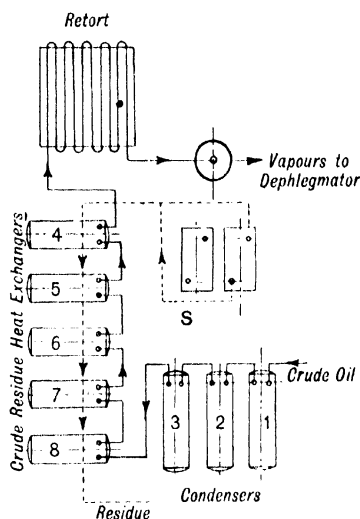 Retort
Vapours to
Dephlegmator
Crude Residue Heat Exchangers
4
5
6
7
8
S
Crude Oil
3
2
1
Condensers
Residue